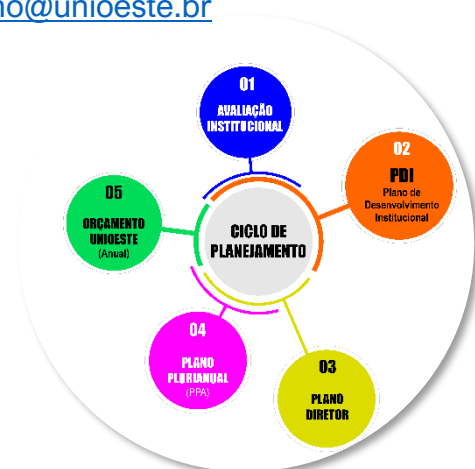 no@unioeste.br
01
AVALIAÇÃO
INSTITUCIONAL
02
PDI
Plano de
Desenvolvimento
Institucional
03
PLANO
DIRETOR
04
PLANO
PLURIANUAL
(PPA)
05
ORÇAMENTO
UNIOESTE
(Anual)
CICLO DE
PLANEJAMENTO